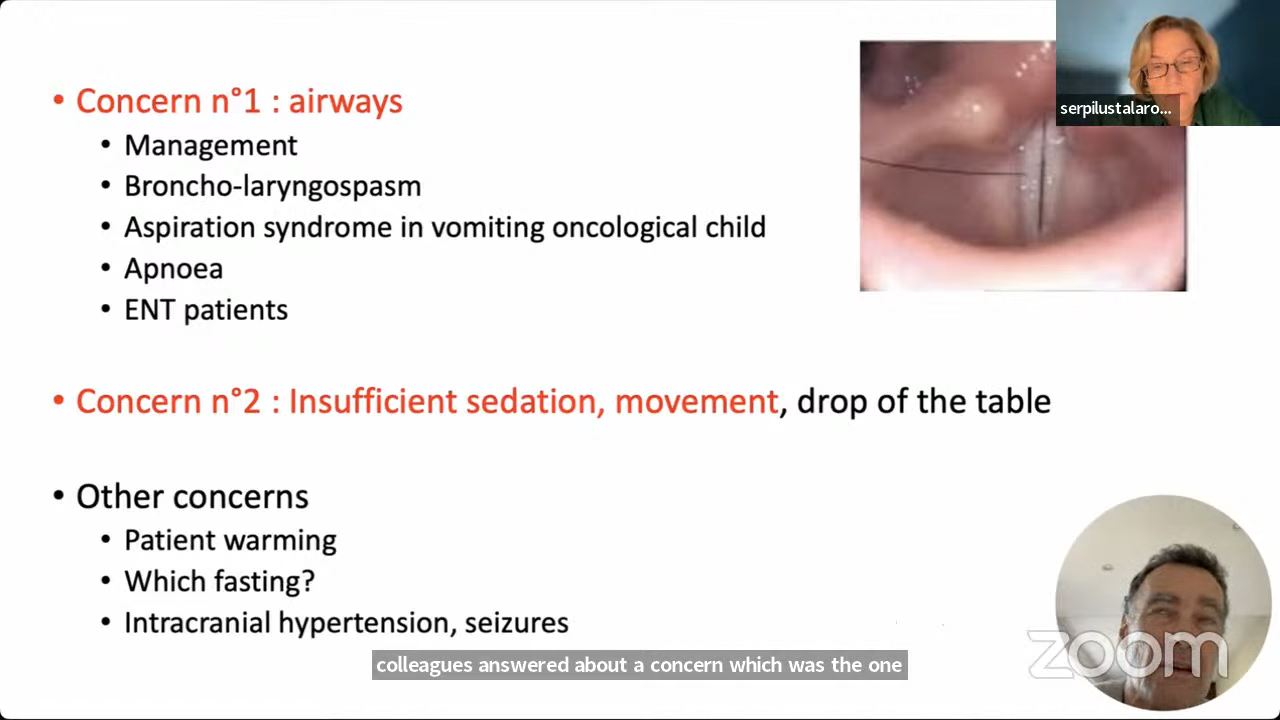 • Concern n°1 : airways
• Management
• Broncho-laryngospasm
• Aspiration syndrome in vomiting oncological child
• Apnoea
• ENT patients
• Concern n°2 : Insufficient sedation, movement, drop of the table
• Other concerns
• Patient warming
• Which fasting?
• Intracranial hypertension, seizures
serpilustalaro...
zoom
colleagues answered about a concern which was the one